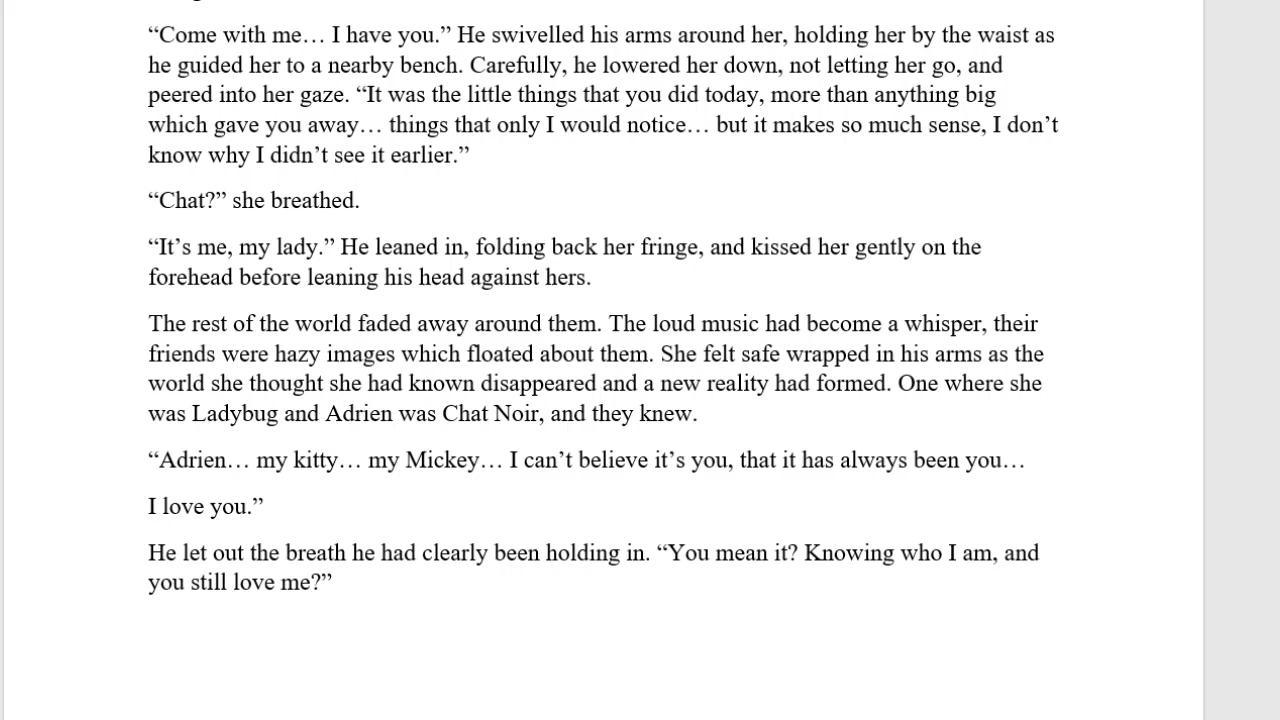 “Come with me… I have you.” He swivelled his arms around her, holding her by the waist as
he guided her to a nearby bench. Carefully, he lowered her down, not letting her go, and
peered into her gaze. “It was the little things that you did today, more than anything big
which gave you away… things that only I would notice… but it makes so much sense, I don’t
know why I didn’t see it earlier.”
“Chat?” she breathed.
“It’s me, my lady.” He leaned in, folding back her fringe, and kissed her gently on the
forehead before leaning his head against hers.
The rest of the world faded away around them. The loud music had become a whisper, their
friends were hazy images which floated about them. She felt safe wrapped in his arms as the
world she thought she had known disappeared and a new reality had formed. One where she
was Ladybug and Adrien was Chat Noir, and they knew.
“Adrien… my kitty… my Mickey… I can’t believe it’s you, that it has always been you…
I love you.”
He let out the breath he had clearly been holding in. “You mean it? Knowing who I am, and
you still love me?”